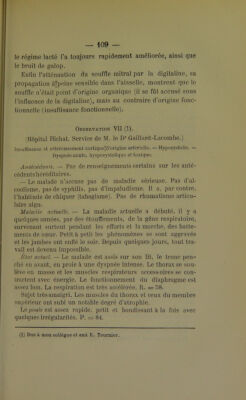 — 109 —
le régime lacté l'a toujours rapidement améliorée, ainsi que
le bruit de galop.
Enfin l'atténuation du souffle mitral par la digitaline, sa
propagation à peine sensible dans l'aisselle, montrent que le
souffle n'était point d'origine organique (il se fût accusé sous
l'influence de la digitaline), mais au contraire d'origine fonc-
tionnelle (insuffisance fonctionnelle).
Observation VII (1).
(Hôpital Bichat. Service de M. le Dr Gaillard-Lacombe.)
Insuffisance et rétrécissement aortique d'origine artérielle. — Hyposystolie. —
Dyspnée aiguë, hyposystolique et toxique.
Antécédents. — Pas de renseignements certains sur les anté-
cédents héréditaires.
— Le malade n'accuse pas de maladie sérieuse. Pas d'al-
coolisme, pas de syphilis, pas d'impaludisme. Il a, par contre,
l'habitude de chiquer (tabagisme). Pas de rhumatisme articu-
laire aigu.
Maladie actuelle. — La maladie actuelle a débuté, il y a
quelques années, par des étouffements, de la gêne respiratoire,
survenant surtout pendant les efforts et la marche, des batte-
ments de cœur. Petit à petit les phénomènes se sont aggravés
et les jambes ont enflé le soir. Depuis quelques jours, tout tra-
vail est devenu impossible.
État actuel. — Le malade est assis sur son lit, le tronc pen-
ché en avant, en proie à une dyspnée intense. Le thorax se sou-
lève en masse et les muscles respirateurs accessoires se con-
tractent avec énergie. Le fonctionnement du diaphragme est
assez bon. La respiration est très accélérée. R. = 38.
Sujet très amaigri. Les muscles du thorax et ceux du membre
supérieur ont subi un notable degré d'atrophie.
Le pouls est assez rapide, petit et bondissant à la fois avec
quelques irrégularités. P. = 84.
(1) Due à mon collègue et ami E. Tournier.